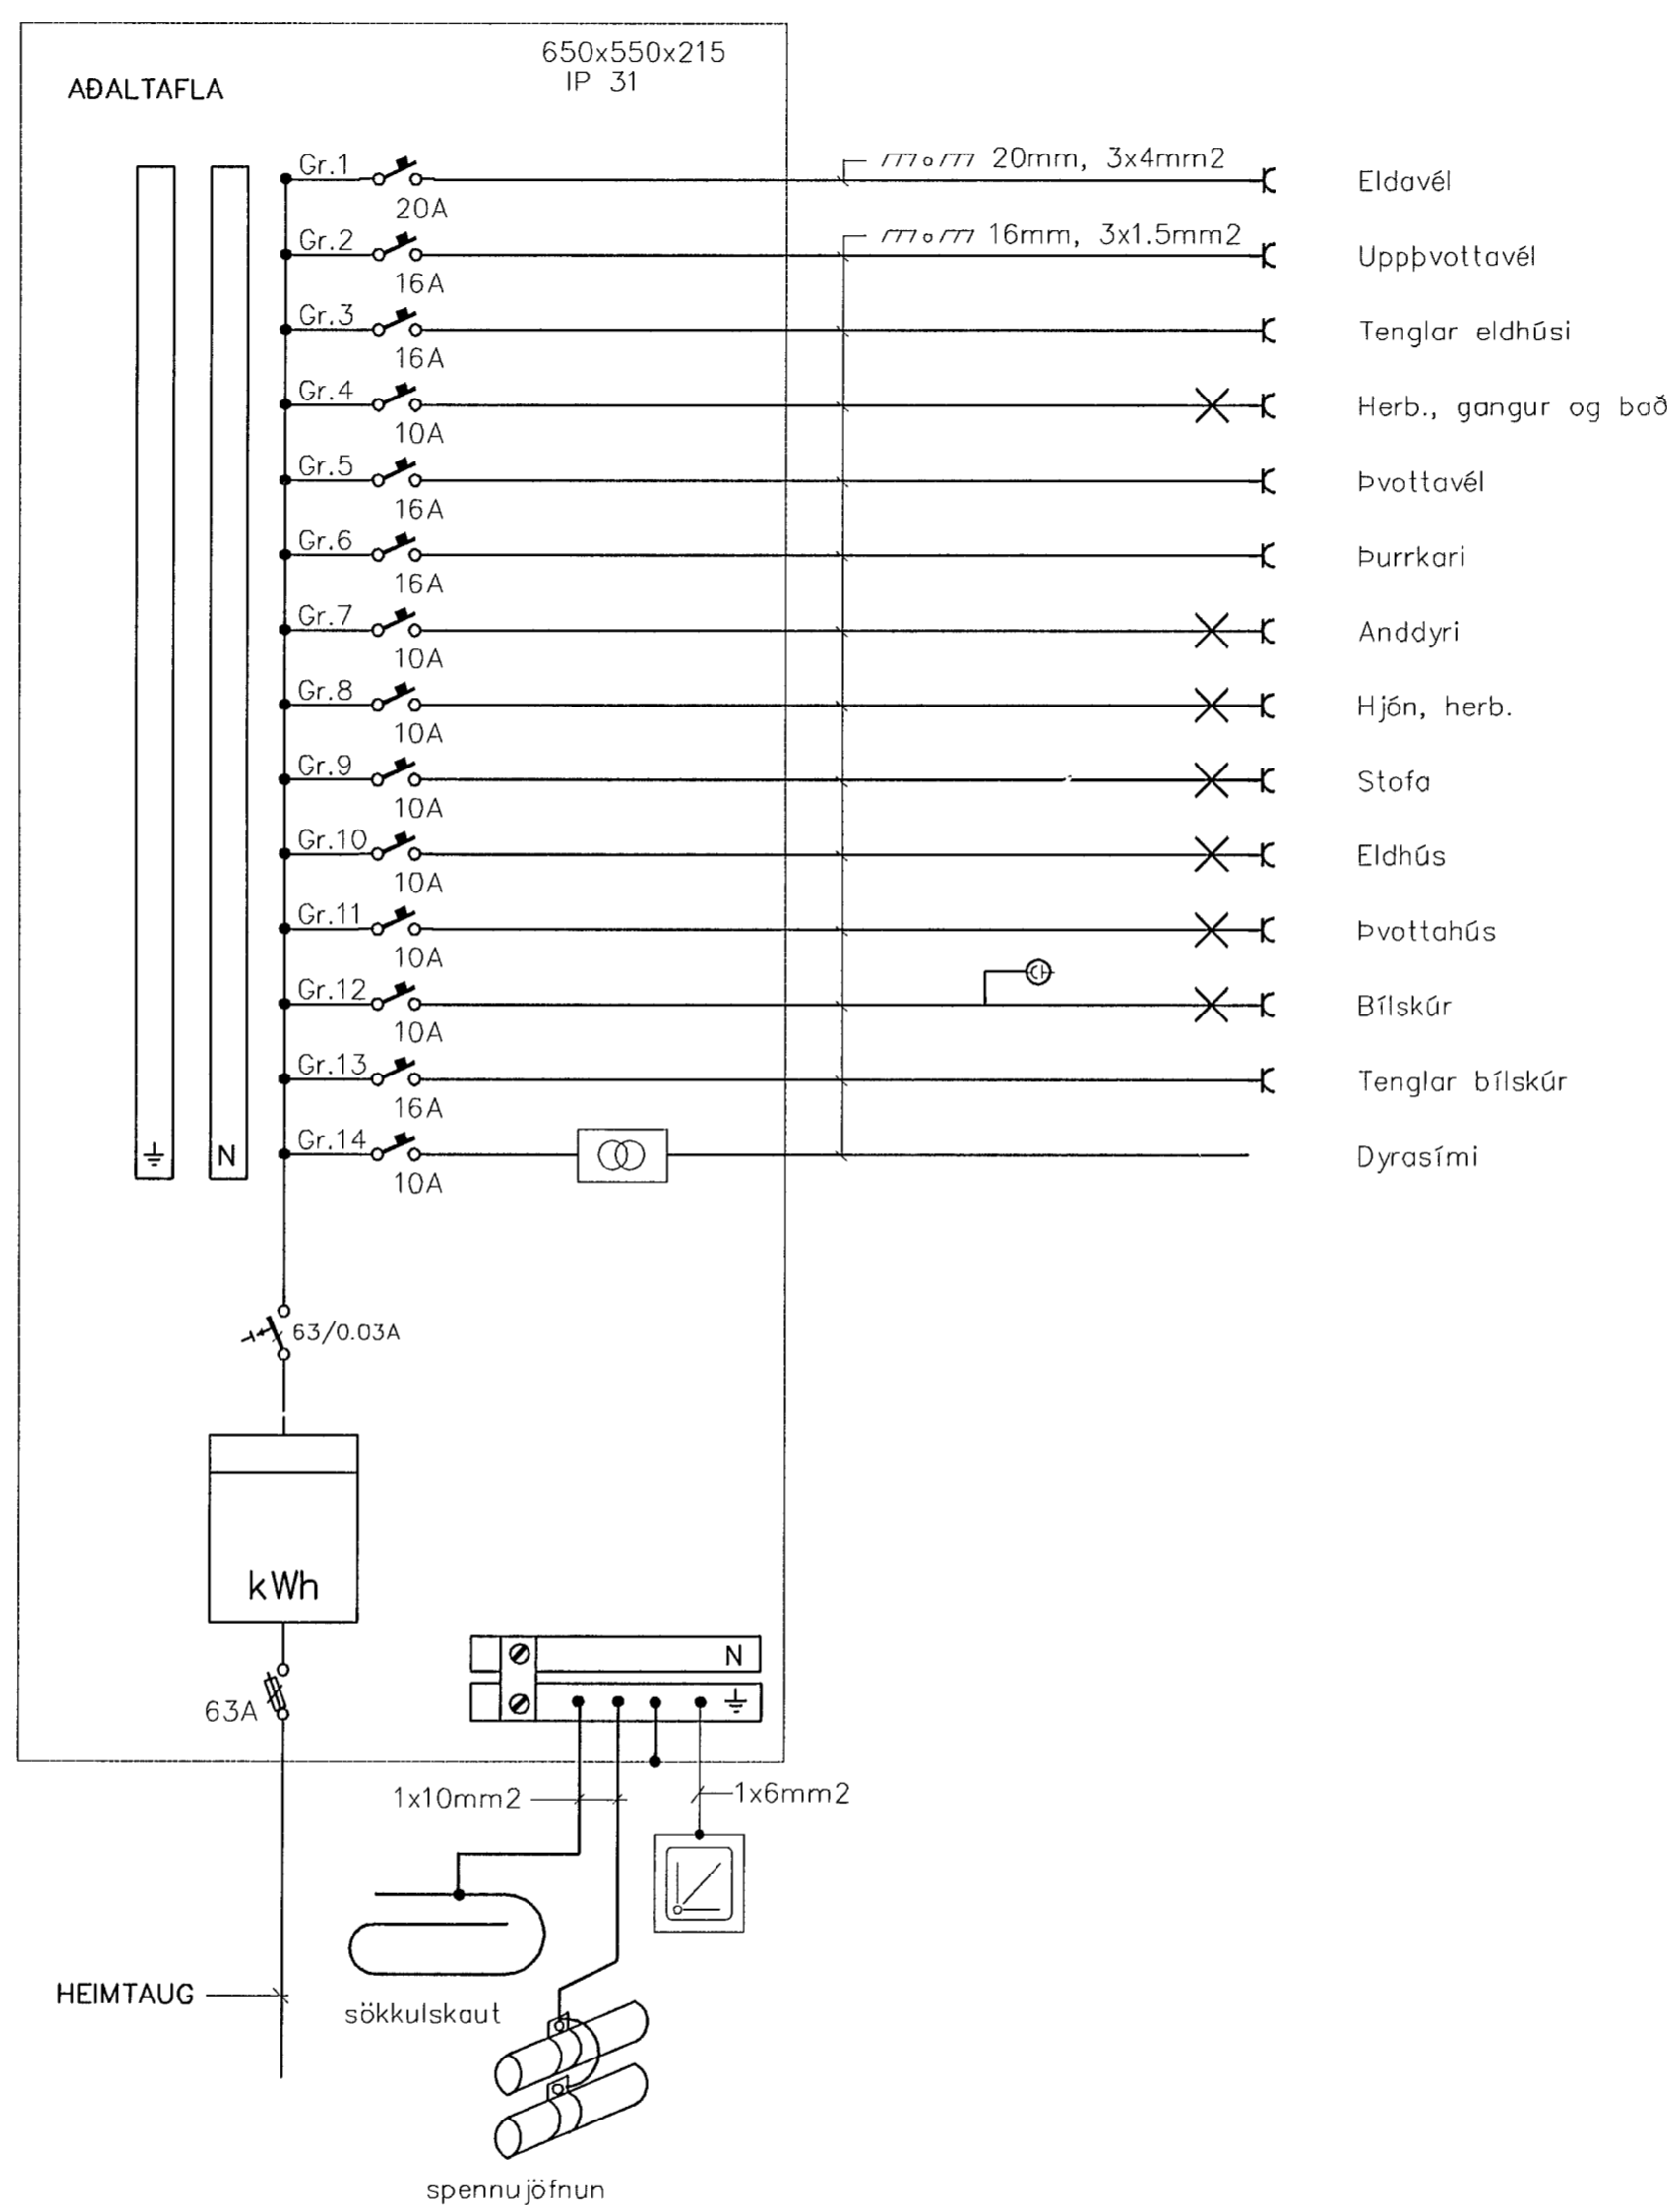 650x550x215
IP 31
AÐALTAFLA
Gr.1
20A
20mm, 3x4mm2
Eldavél
Gr.2
16A
16mm, 3x1.5mm2
Uppþvottavél
Gr.3
16A
Tenglar eldhúsi
Gr.4
10A
Herb., gangur og bað
Gr.5
16A
Þvottavél
Gr.6
16A
Þurrkari
Gr.7
10A
Anddyri
Gr.8
10A
Hjón, herb.
Gr.9
10A
Stofa
Gr.10
10A
Eldhús
Gr.11
10A
Þvottahús
Gr.12
10A
Bílskúr
Gr.13
16A
Tenglar bílskúr
Gr.14
10A
Dyrasími
N
63/0.03A
kWh
63A
N
1x10mm2
1x6mm2
HEIMTAUG
sökkulskaut
spennujöfnun